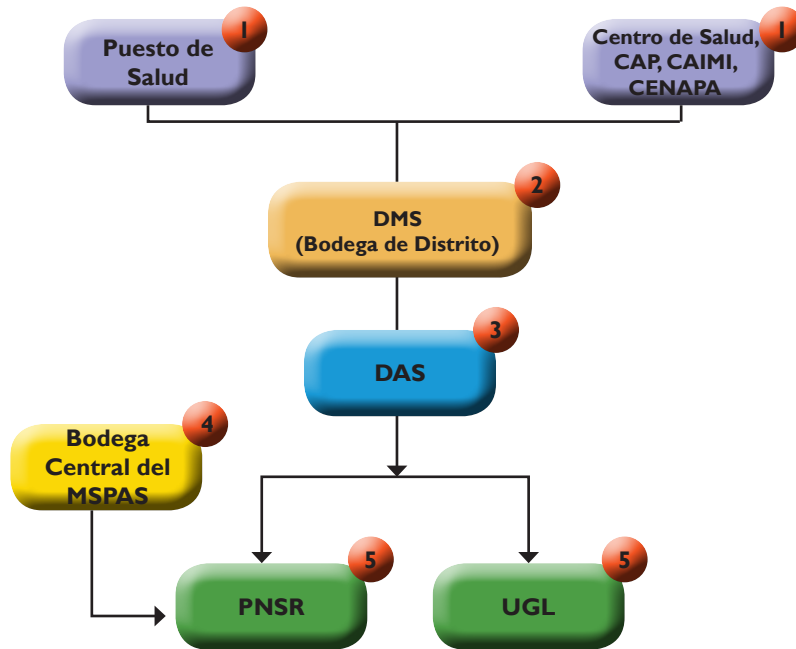 1
Puesto de
Salud
1
Centro de Salud,
CAP, CAIMI,
CENAPA
2
DMS
(Bodega de Distrito)
3
DAS
4
Bodega
Central del
MSPAS
5
PNSR
5
UGL